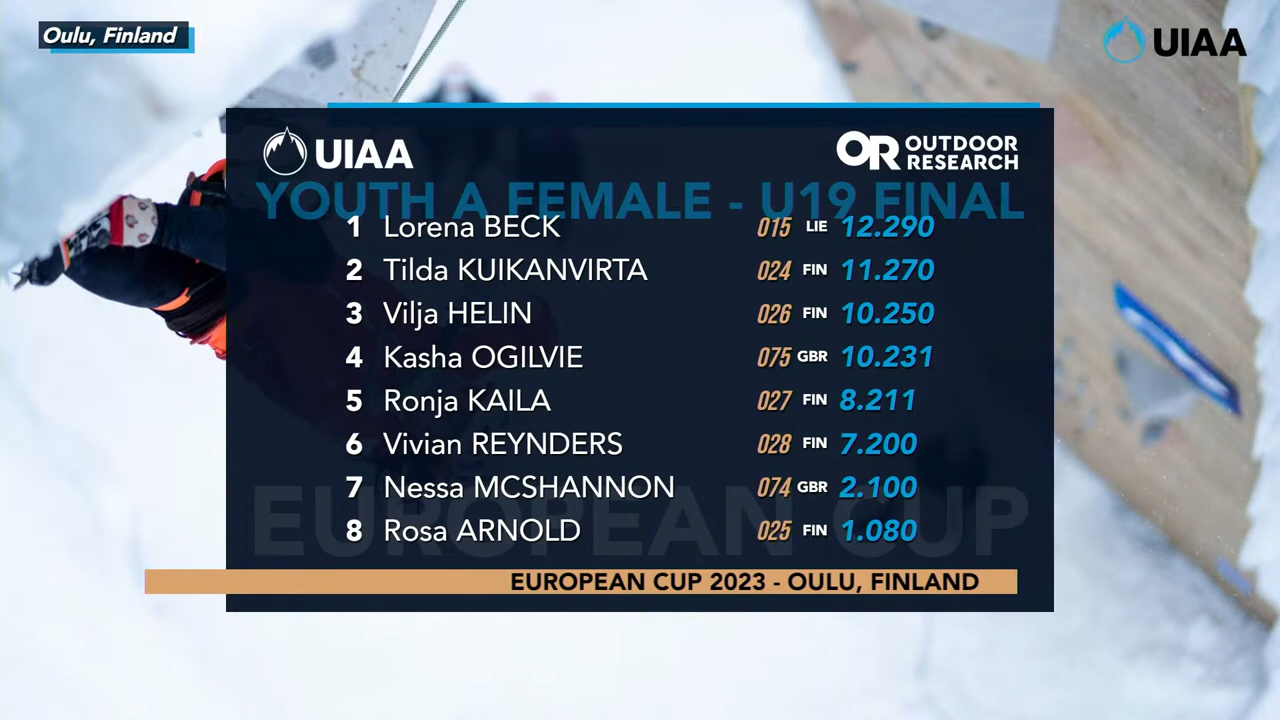 Oulu, Finland
UIAA
UIAA
OR OUTDOOR RESEARCH
YOUTH A FEMALE - U19 FINAL
1 Lorena BECK 015 LIE 12.290
2 Tilda KUIKANVIRTA 024 FIN 11.270
3 Vilja HELIN 026 FIN 10.250
4 Kasha OGILVIE 075 GBR 10.231
5 Ronja KAILA 027 FIN 8.211
6 Vivian REYNDERS 028 FIN 7.200
7 Nessa MCSHANNON 074 GBR 2.100
EUROPEAN CUP
8 Rosa ARNOLD 025 FIN 1.080
EUROPEAN CUP 2023 - OULU, FINLAND